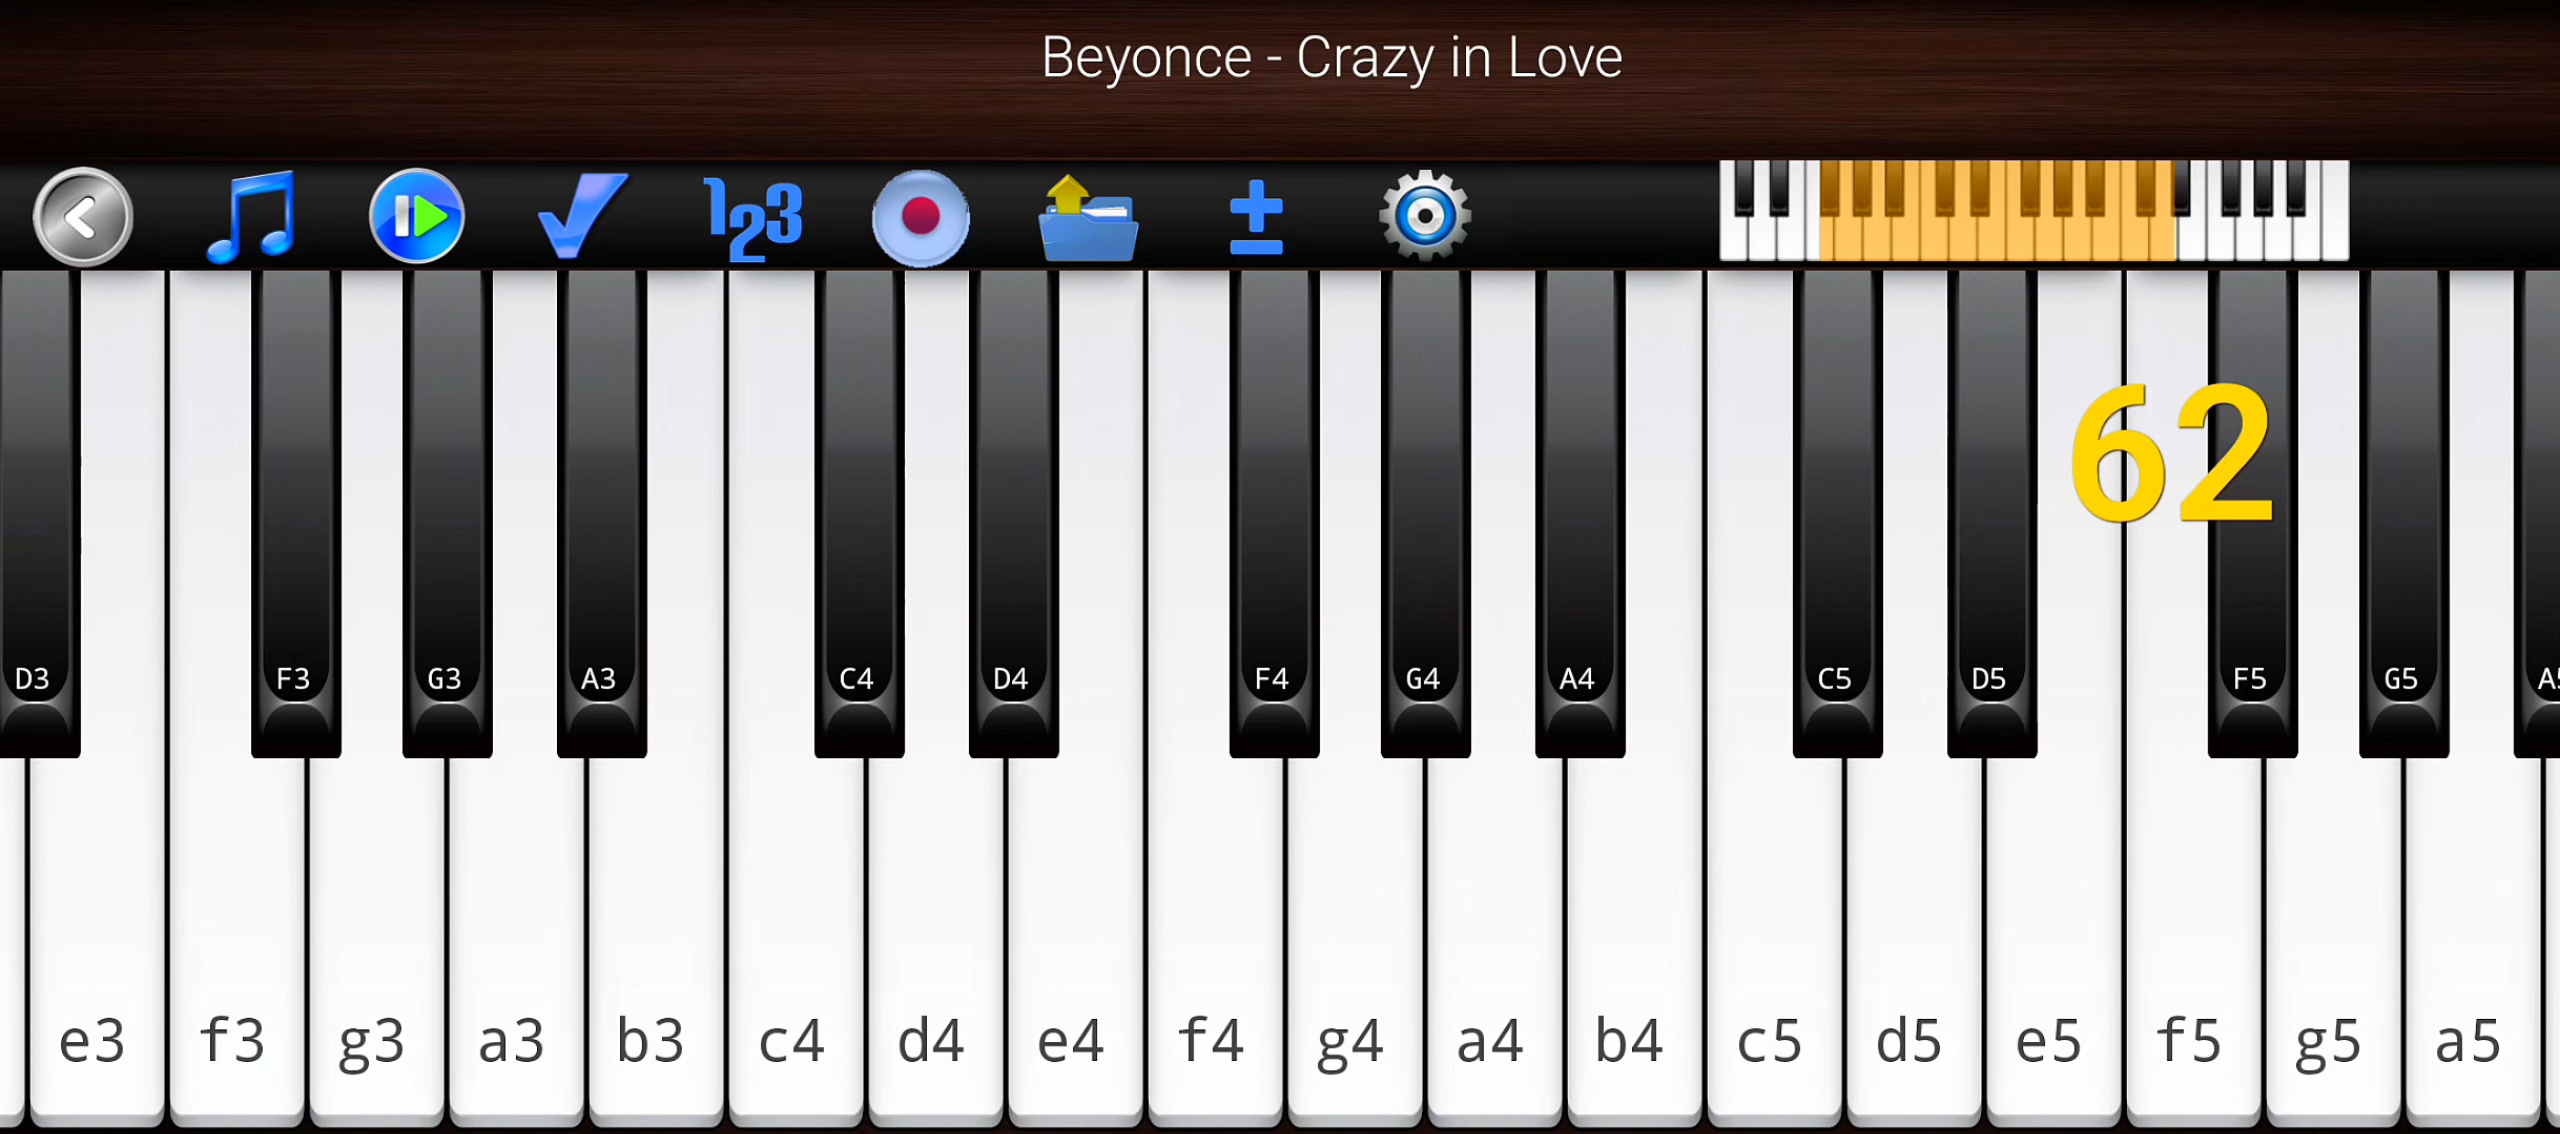 Beyonce - Crazy in Love
123
62
D3 F3 G3 A3 C4 D4 F4 G4 A4 C5 D5 F5 G5 A5
e3 f3 g3 a3 b3 c4 d4 e4 f4 g4 a4 b4 c5 d5 e5 f5 g5 a5